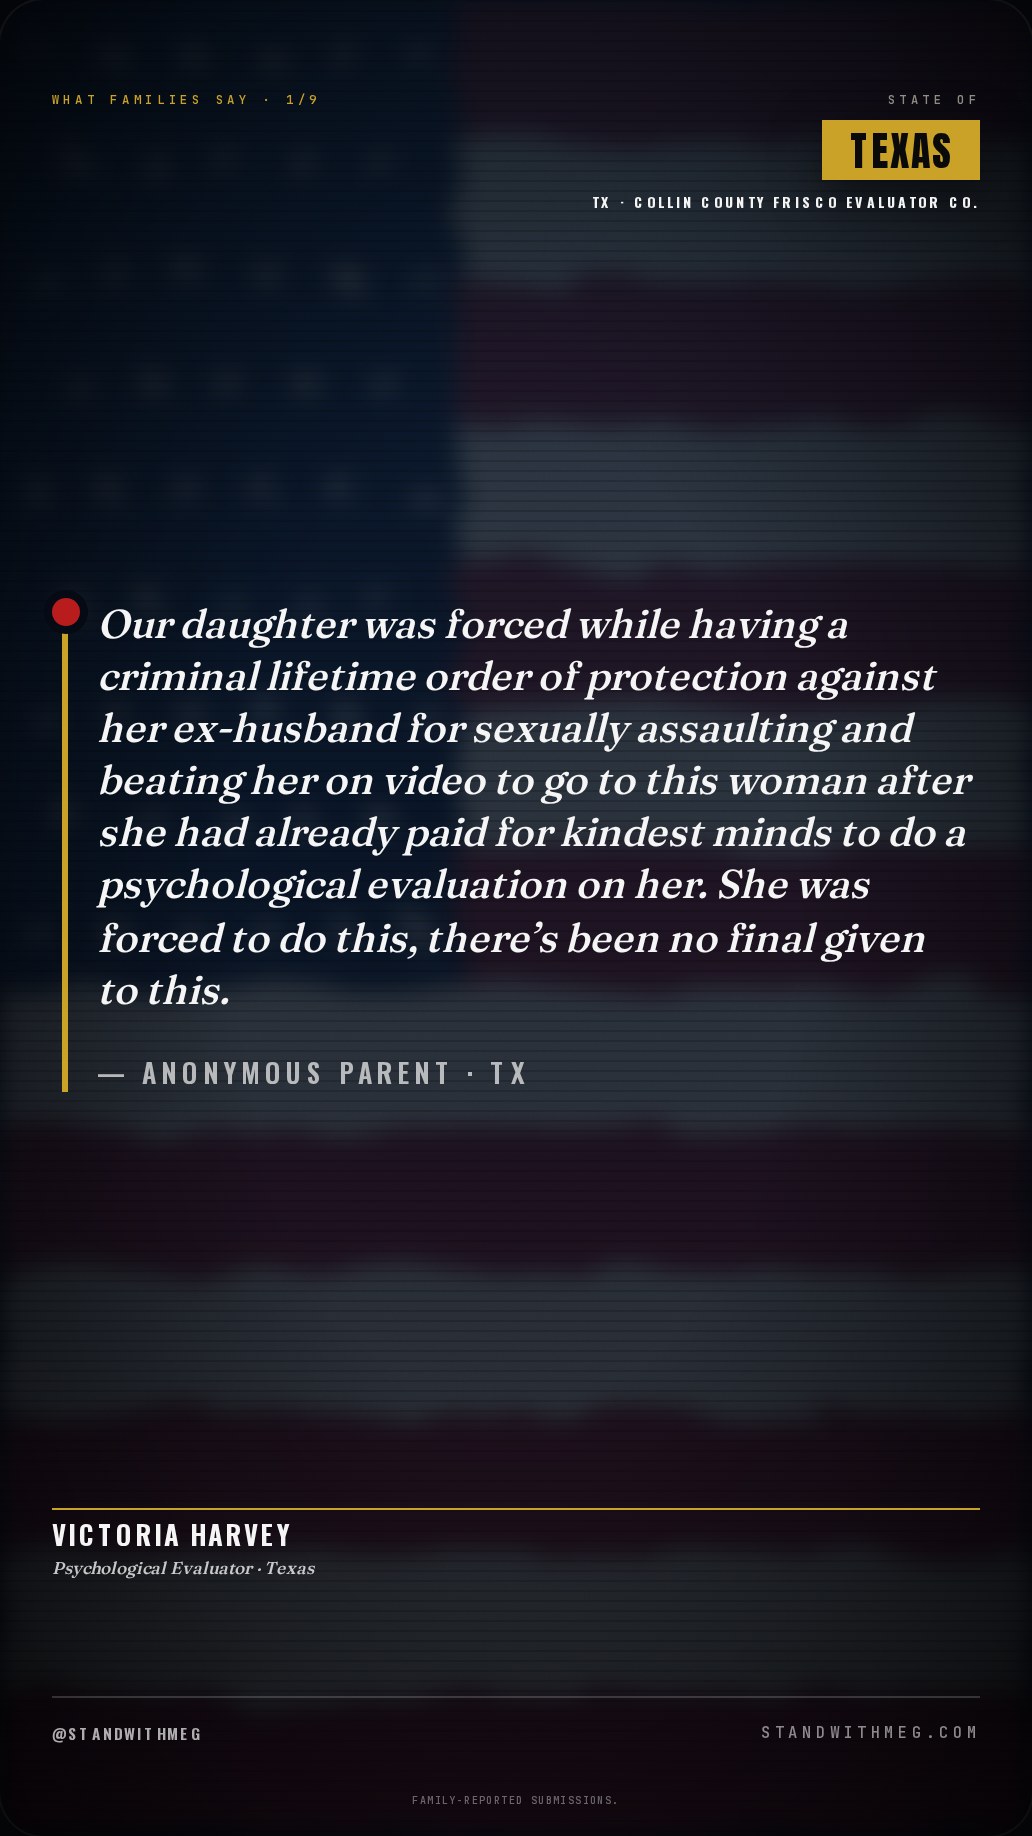 WHAT FAMILIES SAY · 1/9
STATE OF
TEXAS
TX · COLLIN COUNTY FRISCO EVALUATOR CO.
Our daughter was forced while having a
criminal lifetime order of protection against
her ex-husband for sexually assaulting and
beating her on video to go to this woman after
she had already paid for kindest minds to do a
psychological evaluation on her. She was
forced to do this, there’s been no final given
to this.
— ANONYMOUS PARENT · TX
VICTORIA HARVEY
Psychological Evaluator · Texas
@STANDWITHMEG
STANDWITHMEG.COM
FAMILY-REPORTED SUBMISSIONS.